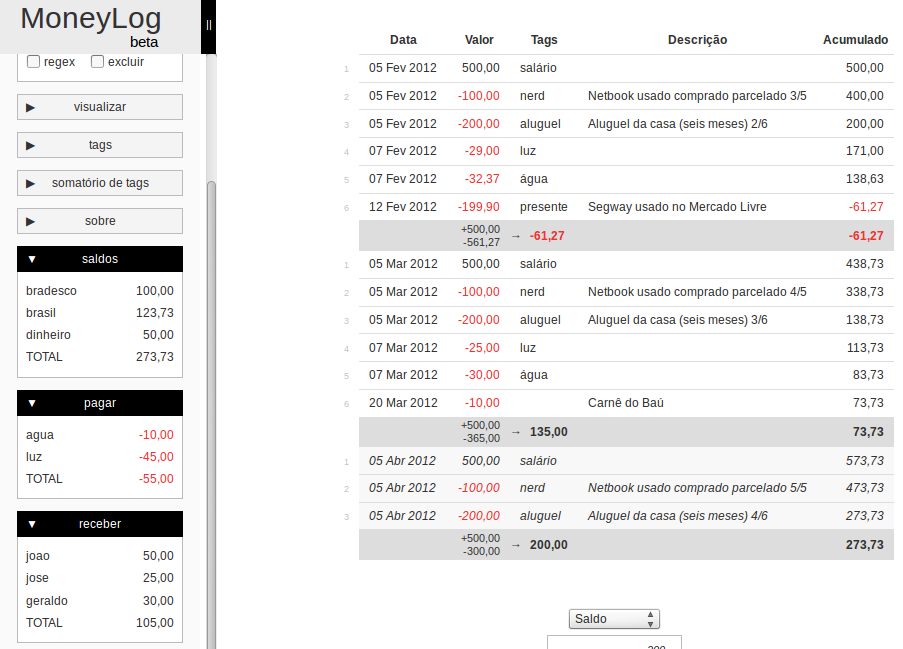 MoneyLog
beta
||
regex excluir
▶ visualizar
▶ tags
▶ somatório de tags
▶ sobre
▼ saldos
bradesco 100,00
brasil 123,73
dinheiro 50,00
TOTAL 273,73
▼ pagar
agua -10,00
luz -45,00
TOTAL -55,00
▼ receber
joao 50,00
jose 25,00
geraldo 30,00
TOTAL 105,00
Data Valor Tags Descrição Acumulado
1 05 Fev 2012 500,00 salário 500,00
2 05 Fev 2012 -100,00 nerd Netbook usado comprado parcelado 3/5 400,00
3 05 Fev 2012 -200,00 aluguel Aluguel da casa (seis meses) 2/6 200,00
4 07 Fev 2012 -29,00 luz 171,00
5 07 Fev 2012 -32,37 água 138,63
6 12 Fev 2012 -199,90 presente Segway usado no Mercado Livre -61,27
+500,00
-561,27 → -61,27 -61,27
1 05 Mar 2012 500,00 salário 438,73
2 05 Mar 2012 -100,00 nerd Netbook usado comprado parcelado 4/5 338,73
3 05 Mar 2012 -200,00 aluguel Aluguel da casa (seis meses) 3/6 138,73
4 07 Mar 2012 -25,00 luz 113,73
5 07 Mar 2012 -30,00 água 83,73
6 20 Mar 2012 -10,00 Carnê do Baú 73,73
+500,00
-365,00 → 135,00 73,73
1 05 Abr 2012 500,00 salário 573,73
2 05 Abr 2012 -100,00 nerd Netbook usado comprado parcelado 5/5 473,73
3 05 Abr 2012 -200,00 aluguel Aluguel da casa (seis meses) 4/6 273,73
+500,00
-300,00 → 200,00 273,73
Saldo